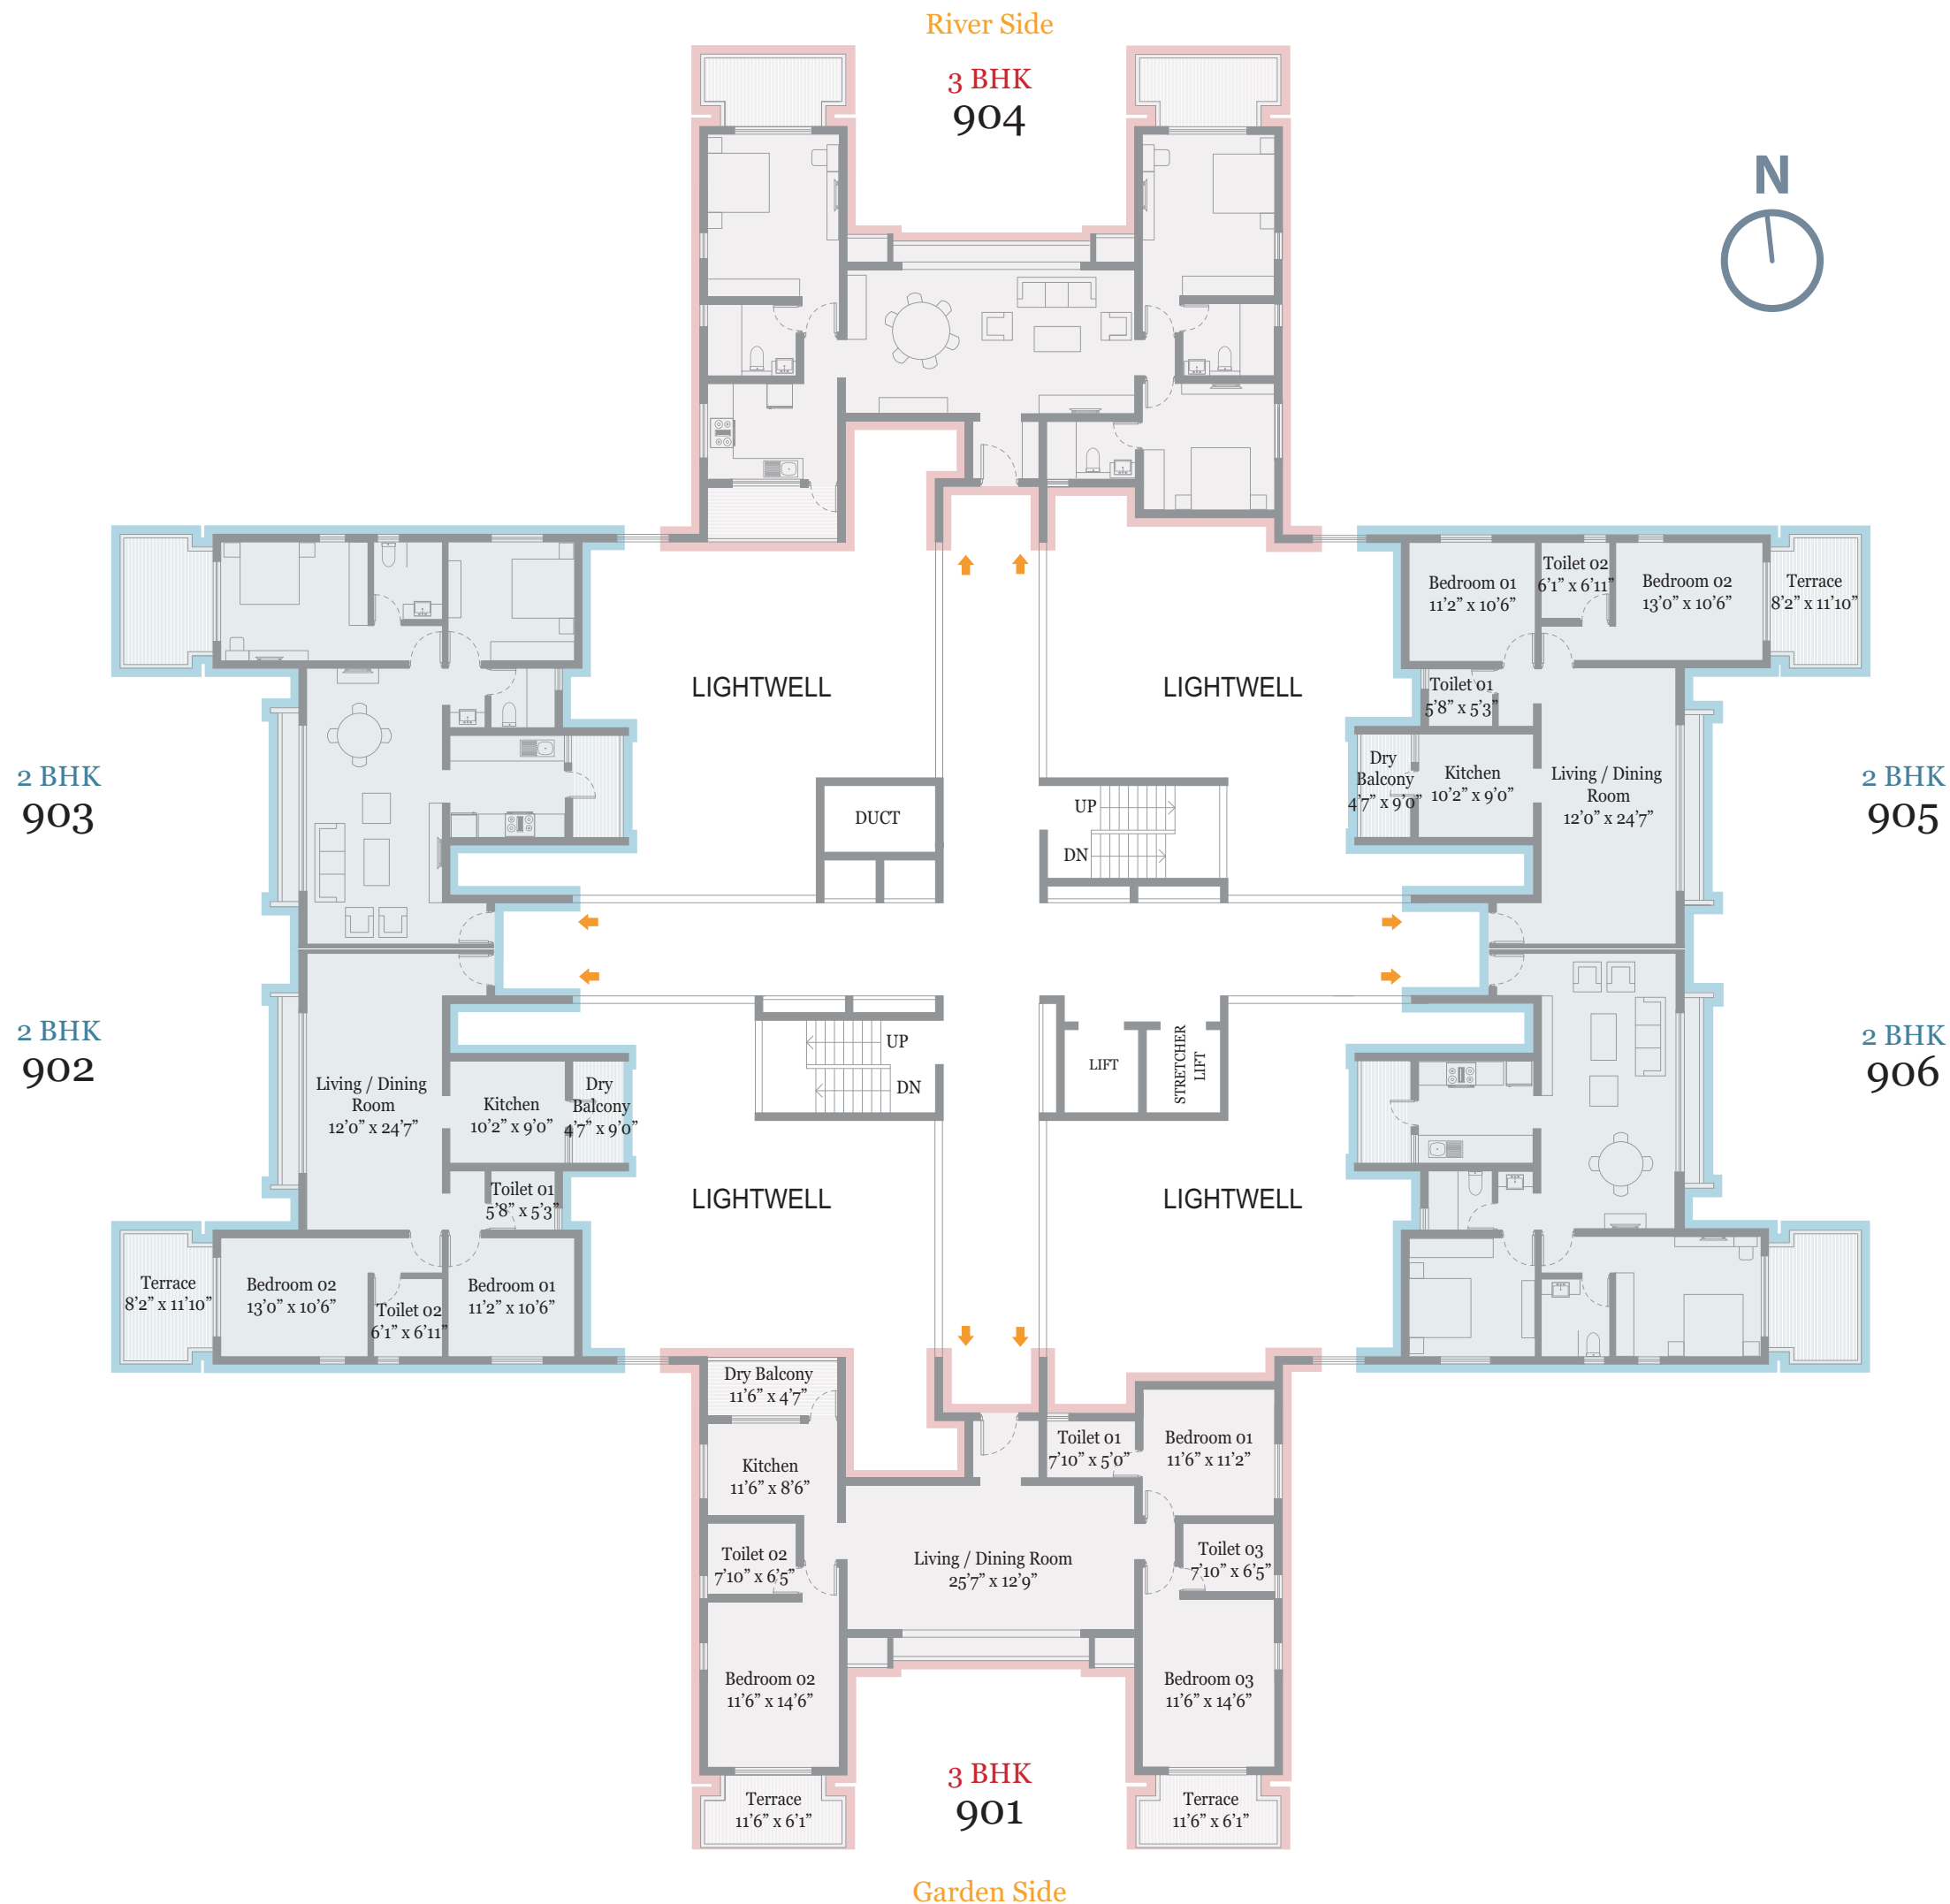 River Side
3 BHK
904
N
Bedroom 01
11’2” x 10’6”
Toilet 02
6’1” x 6’11”
Bedroom 02
13’0” x 10’6”
Terrace
8’2” x 11’10”
LIGHTWELL
LIGHTWELL
Toilet 01
5’8” x 5’3”
2 BHK
903
DUCT
UP
DN
Dry
Balcony
4’7” x 9’0”
Kitchen
10’2” x 9’0”
Living / Dining
Room
12’0” x 24’7”
2 BHK
905
2 BHK
902
Living / Dining
Room
12’0” x 24’7”
Kitchen
10’2” x 9’0”
Dry
Balcony
4’7” x 9’0”
UP
DN
LIFT
STRETCHER
LIFT
2 BHK
906
Toilet 01
5’8” x 5’3”
LIGHTWELL
LIGHTWELL
Terrace
8’2” x 11’10”
Bedroom 02
13’0” x 10’6”
Toilet 02
6’1” x 6’11”
Bedroom 01
11’2” x 10’6”
Dry Balcony
11’6” x 4’7”
Kitchen
11’6” x 8’6”
Toilet 01
7’10” x 5’0”
Bedroom 01
11’6” x 11’2”
Toilet 02
7’10” x 6’5”
Living / Dining Room
25’7” x 12’9”
Toilet 03
7’10” x 6’5”
Bedroom 02
11’6” x 14’6”
Bedroom 03
11’6” x 14’6”
Terrace
11’6” x 6’1”
3 BHK
901
Terrace
11’6” x 6’1”
Garden Side